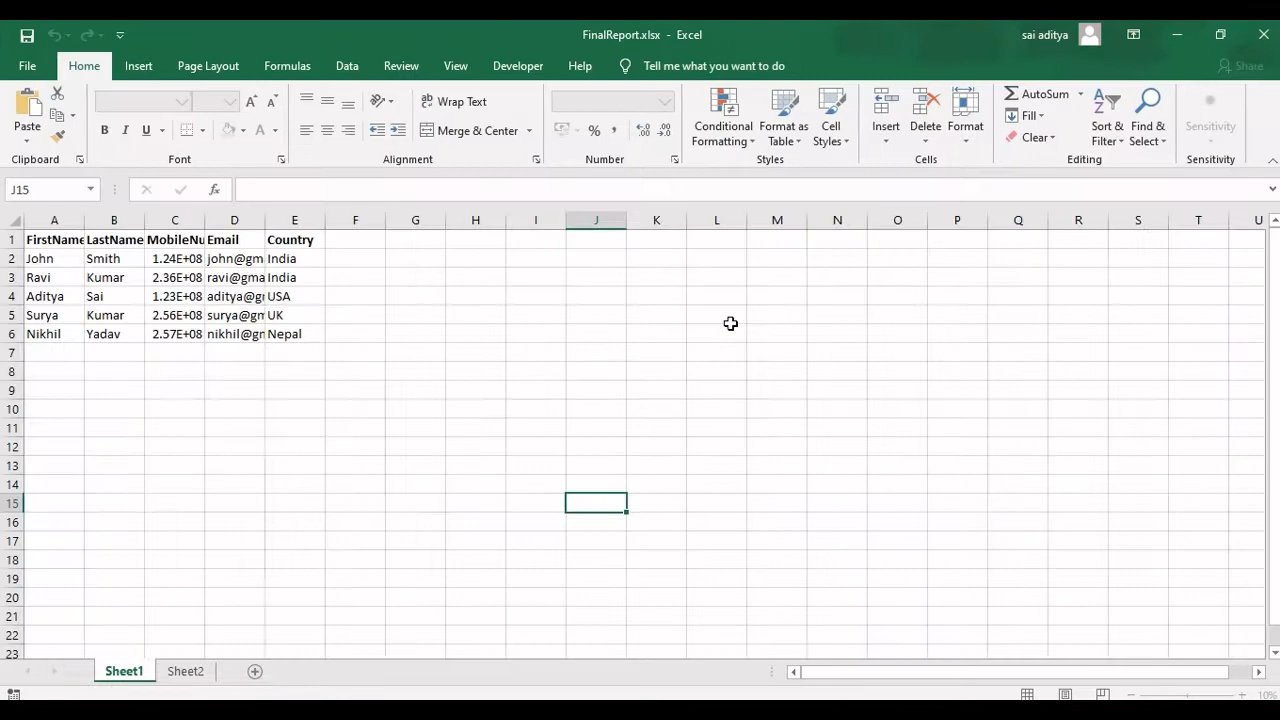 FinalReport.xlsx - Excel
sai aditya
File Home Insert Page Layout Formulas Data Review View Developer Help Tell me what you want to do Share
Paste
Clipboard
B I U
Font
Wrap Text
Merge & Center
Alignment
%
Number
Conditional Formatting
Format as Table
Cell Styles
Styles
Insert
Delete
Format
Cells
AutoSum
Fill
Clear
Sort & Filter
Find & Select
Editing
Sensitivity
Sensitivity
J15
fx
A B C D E F G H I J K L M N O P Q R S T U
1 FirstName LastName MobileNu Email Country
2 John Smith 1.24E+08 john@gma India
3 Ravi Kumar 2.36E+08 ravi@gma India
4 Aditya Sai 1.23E+08 aditya@gr USA
5 Surya Kumar 2.56E+08 surya@gm UK
6 Nikhil Yadav 2.57E+08 nikhil@gm Nepal
7
8
9
10
11
12
13
14
15
16
17
18
19
20
21
22
23
Sheet1 Sheet2
10%